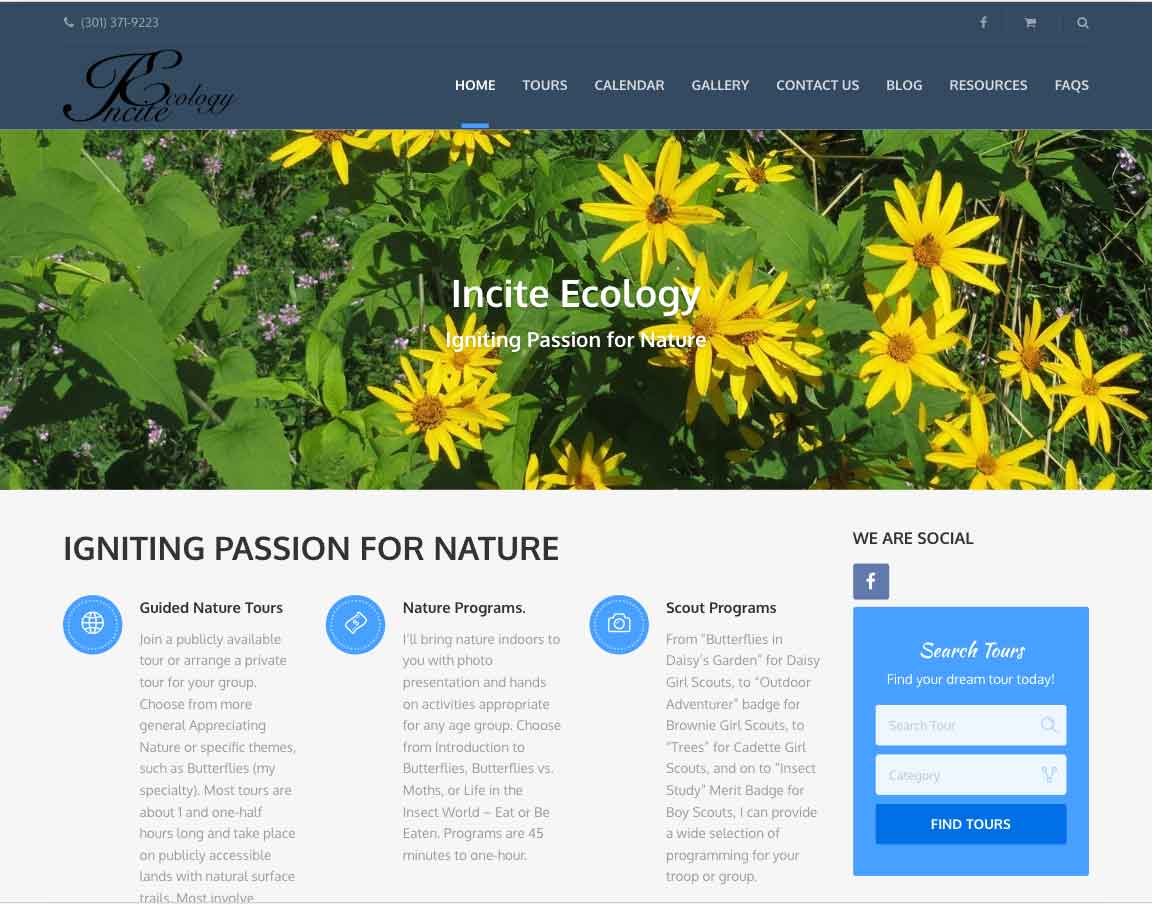 (301) 371-9223
Incite Ecology
HOME TOURS CALENDAR GALLERY CONTACT US BLOG RESOURCES FAQS
Incite Ecology
Igniting Passion for Nature
IGNITING PASSION FOR NATURE
Guided Nature Tours
Join a publicly available
tour or arrange a private
tour for your group.
Choose from more
general Appreciating
Nature or specific themes,
such as Butterflies (my
specialty). Most tours are
about 1 and one-half
hours long and take place
on publicly accessible
lands with natural surface
trails. Most involve
Nature Programs.
I'll bring nature indoors to
you with photo
presentation and hands
on activities appropriate
for any age group. Choose
from Introduction to
Butterflies, Butterflies vs.
Moths, or Life in the
Insect World – Eat or Be
Eaten. Programs are 45
minutes to one-hour.
Scout Programs
From "Butterflies in
Daisy's Garden" for Daisy
Girl Scouts, to "Outdoor
Adventurer" badge for
Brownie Girl Scouts, to
"Trees" for Cadette Girl
Scouts, and on to "Insect
Study" Merit Badge for
Boy Scouts, I can provide
a wide selection of
programming for your
troop or group.
WE ARE SOCIAL
Search Tours
Find your dream tour today!
Search Tour
Category
FIND TOURS